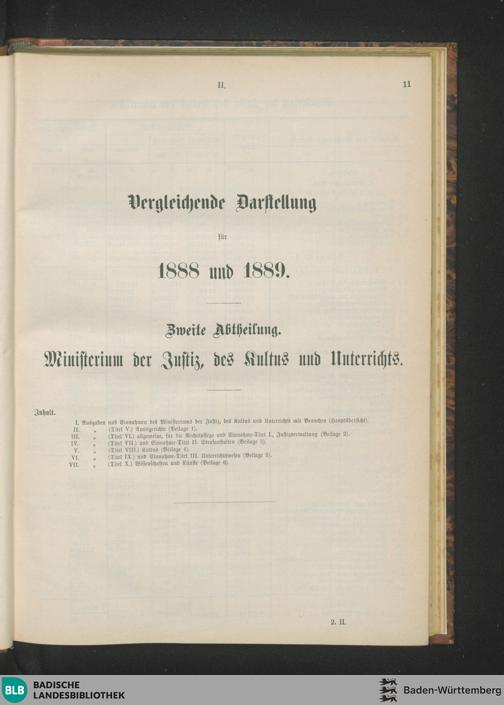 II.
11
Vergleichende Darstellung
für
1888 und 1889.
Zweite Abtheilung.
Ministerium der Justiz, des Kultus und Unterrichts.
Inhalt.
I. Ausgaben und Einnahmen des Ministeriums der Justiz, des Kultus und Unterrichts mit Branchen (Hauptübersicht).
II. " (Titel V.) Amtsgerichte (Beilage 1).
III. " (Titel VI.) allgemeine, für die Rechtspflege und Einnahme-Titel I., Justizverwaltung (Beilage 2).
IV. " (Titel VII.) und Einnahme-Titel II. Strafanstalten (Beilage 3).
V. " (Titel VIII.) Kultus (Beilage 4).
VI. " (Titel IX.) und Einnahme-Titel III. Unterrichtswesen (Beilage 5).
VII. " (Titel X.) Wissenschaften und Künste (Beilage 6).
2. II.
BLB BADISCHE
LANDESBIBLIOTHEK
Baden-Württemberg